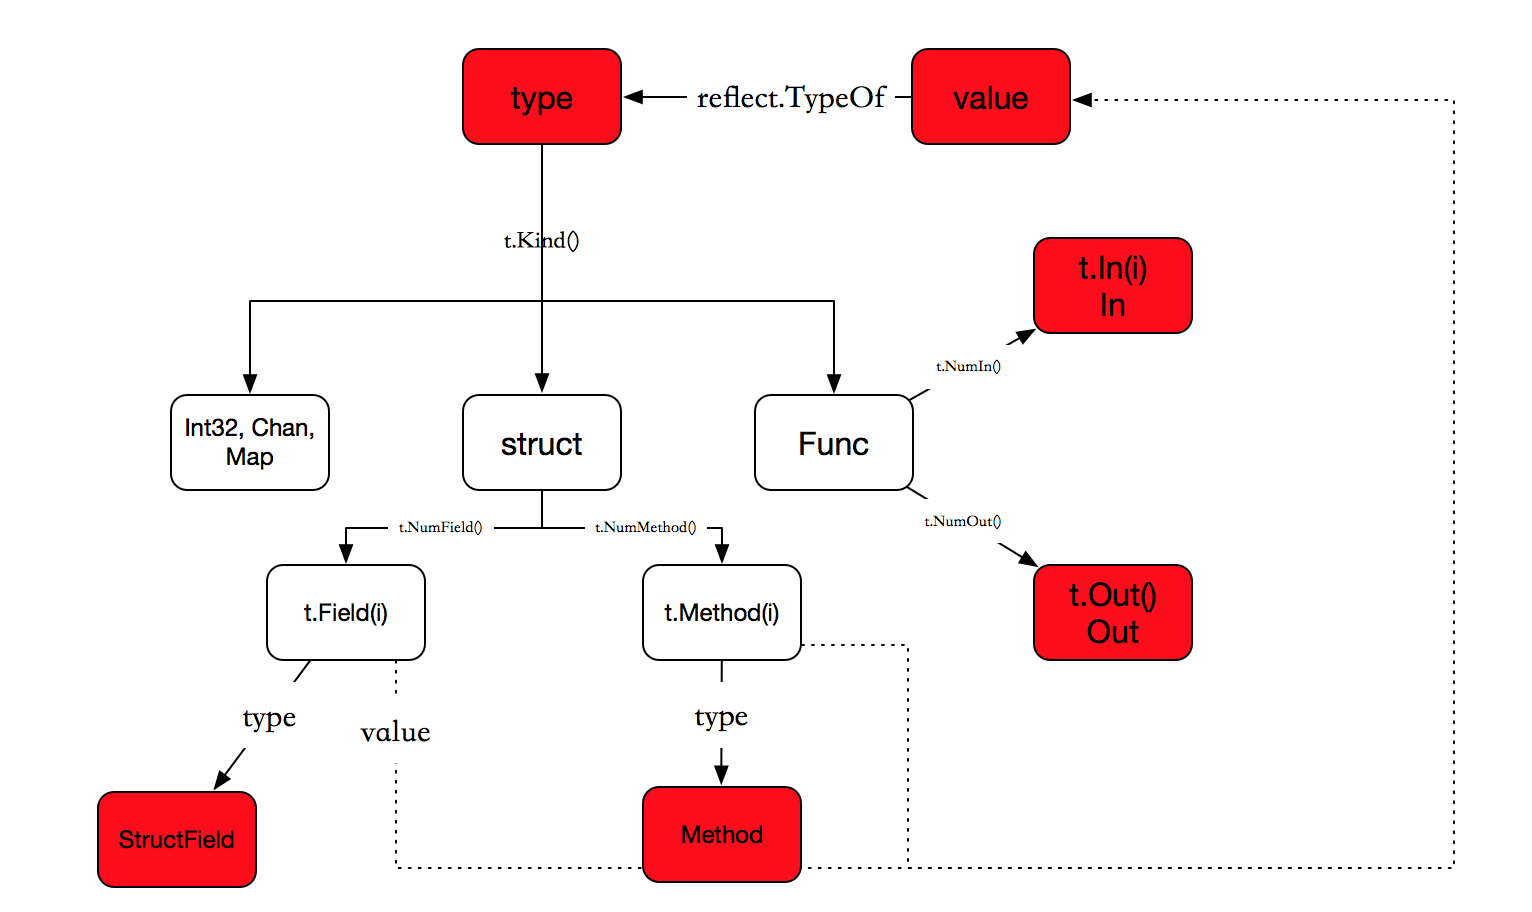 type
reflect.TypeOf
value
t.Kind()
t.In(i)
In
t.NumIn()
Int32, Chan,
Map
struct
Func
t.NumField()
t.NumMethod()
t.NumOut()
t.Field(i)
t.Method(i)
t.Out()
Out
type
value
type
StructField
Method